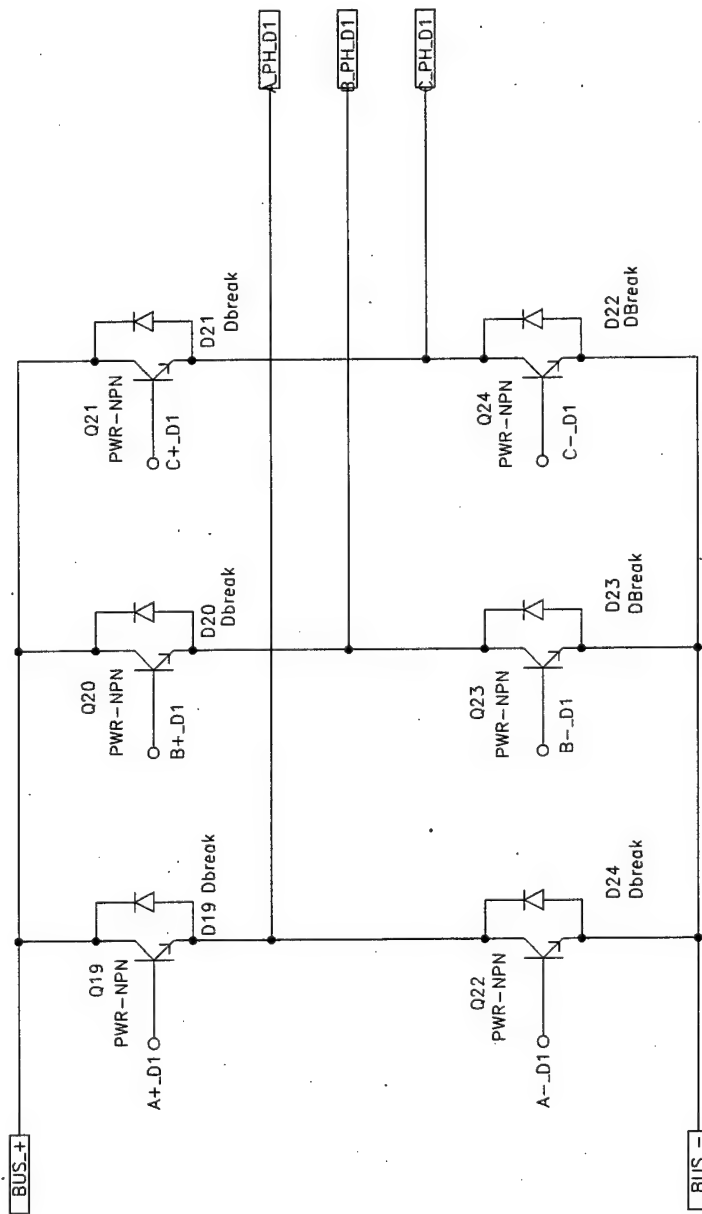 BUS_+
Q19
PWR-NPN
A+_D1
D19 Dbreak
Q20
PWR-NPN
B+_D1
D20
Dbreak
Q21
PWR-NPN
C+_D1
D21
Dbreak
A_PH_D1
B_PH_D1
C_PH_D1
Q22
PWR-NPN
A-_D1
D24
Dbreak
Q23
PWR-NPN
B-_D1
D23
DBreak
Q24
PWR-NPN
C-_D1
D22
DBreak
BUS_-